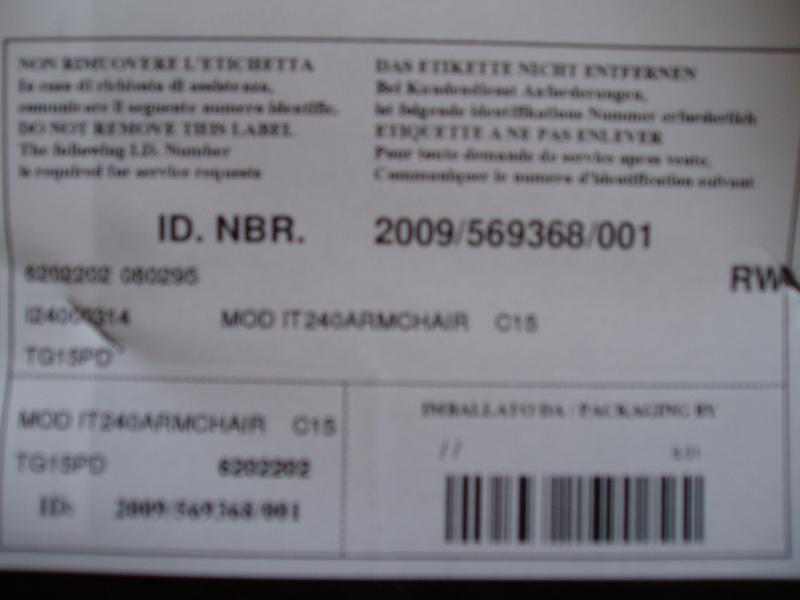 NON RIMUOVERE L'ETICHETTA
In caso di richiesta di assistenza,
comunicare il seguente numero identific.
DO NOT REMOVE THIS LABEL
The following I.D. Number
is required for service requests
DAS ETIKETTE NICHT ENTFERNEN
Bei Kundendienst Anforderungen,
ist folgende identifikations Nummer erforderlich
ETIQUETTE A NE PAS ENLEVER
Pour toute demande de service apres vente,
Communiquer le numero d'identification suivant
ID. NBR. 2009/569368/001
6202202 080295
RW
I24000314 MOD IT240ARMCHAIR C15
TG15PD
MOD IT240ARMCHAIR C15
TG15PD 6202202
ID: 2009/569368/001
IMBALLATO DA / PACKAGING BY
/ /